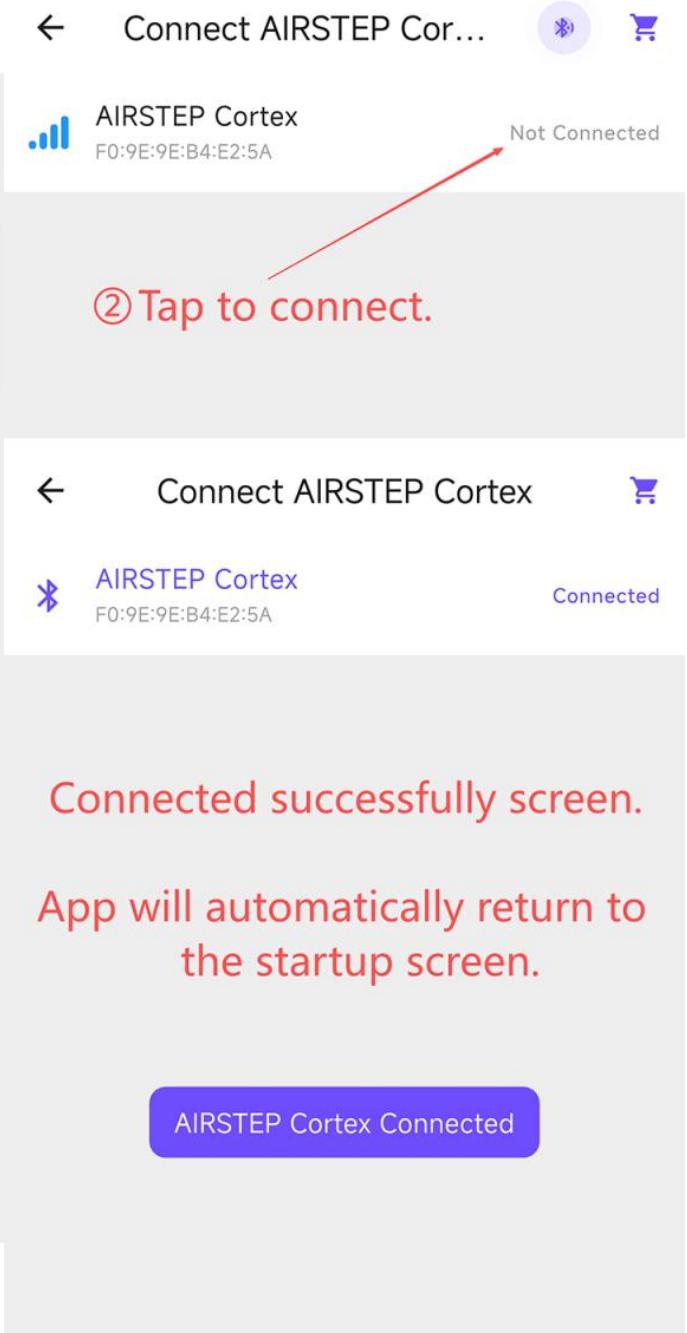 Connect AIRSTEP Cor...
AIRSTEP Cortex
F0:9E:9E:B4:E2:5A
Not Connected
② Tap to connect.
Connect AIRSTEP Cortex
AIRSTEP Cortex
F0:9E:9E:B4:E2:5A
Connected
Connected successfully screen.
App will automatically return to
the startup screen.
AIRSTEP Cortex Connected